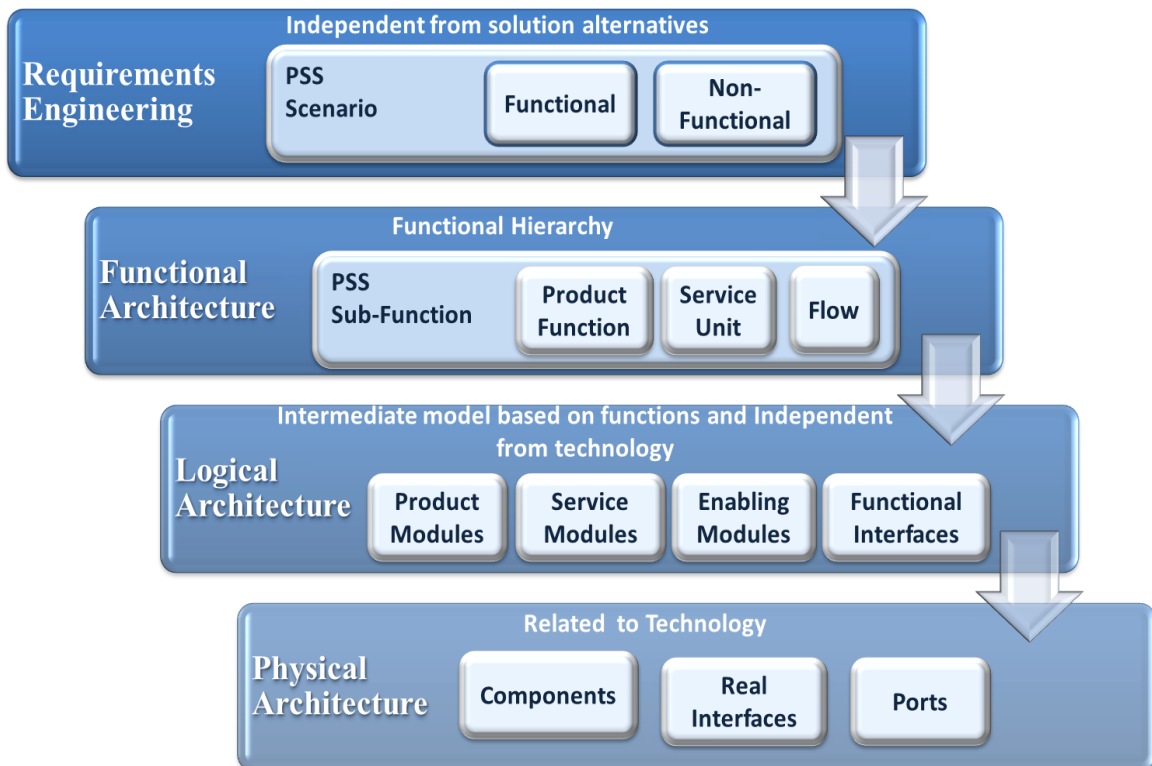 Independent from solution alternatives
Requirements
Engineering
PSS
Scenario
Functional
Non-
Functional
Functional Hierarchy
Functional
Architecture
PSS
Sub-Function
Product
Function
Service
Unit
Flow
Intermediate model based on functions and Independent
from technology
Logical
Architecture
Product
Modules
Service
Modules
Enabling
Modules
Functional
Interfaces
Related to Technology
Physical
Architecture
Components
Real
Interfaces
Ports